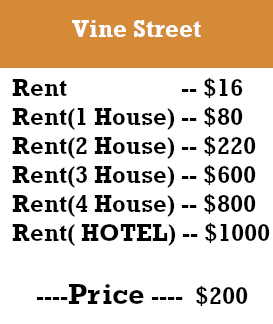 Vine Street
Rent -- $16
Rent(1 House) -- $80
Rent(2 House) -- $220
Rent(3 House) -- $600
Rent(4 House) -- $800
Rent( HOTEL) -- $1000
----Price ---- $200